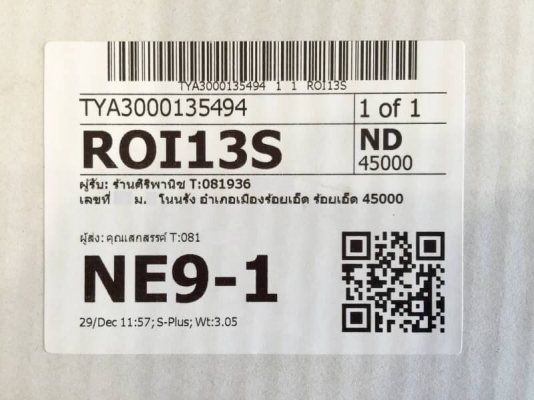 TYA3000135494 1 1 ROI13S
TYA3000135494 1 of 1
ROI13S ND
45000
ผู้รับ: ร้านศิริพานิช T:081936
เลขที่ ม. โนนรัง อำเภอเมืองร้อยเอ็ด ร้อยเอ็ด 45000
ผู้ส่ง: คุณเสกสรรค์ T:081
NE9-1
29/Dec 11:57; S-Plus; Wt:3.05